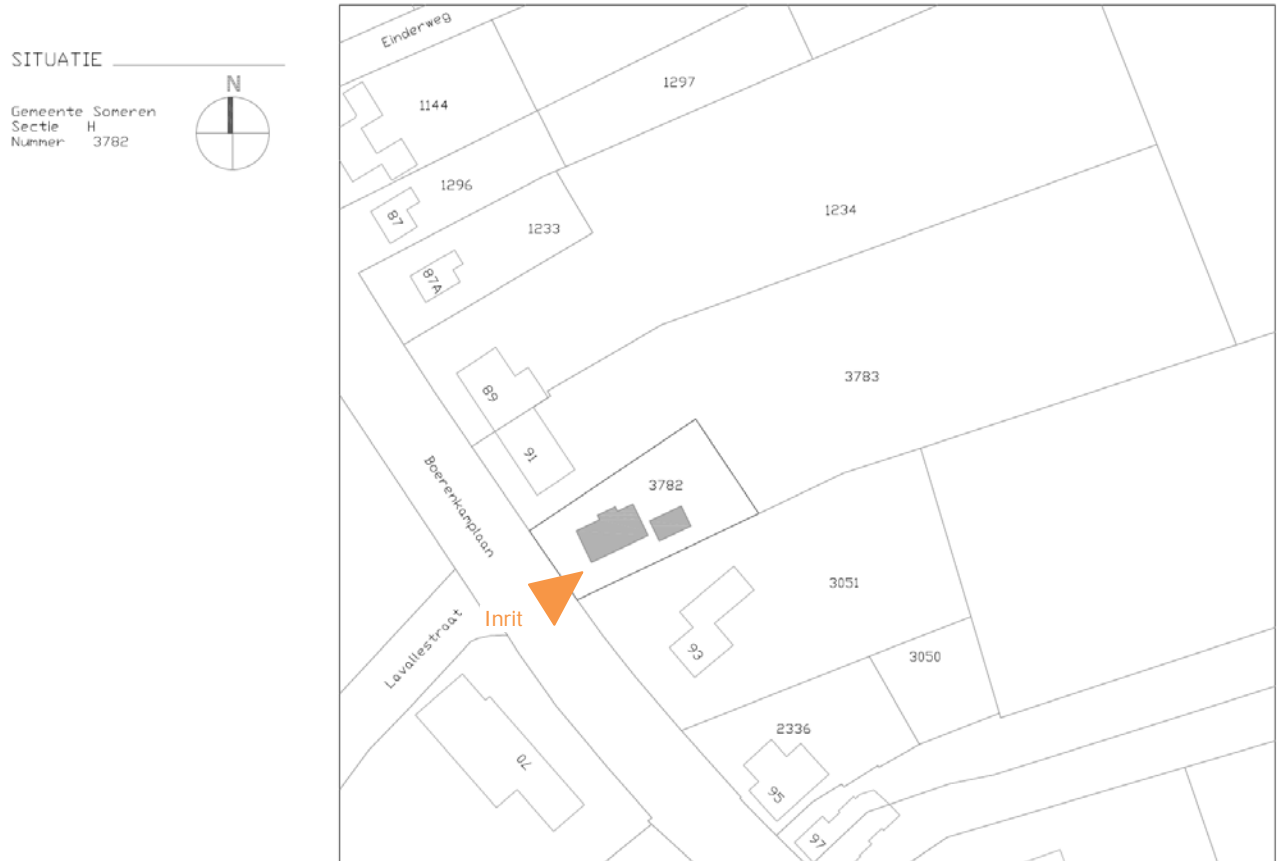 SITUATIE
N
Gemeente Someren
Sectie H
Nummer 3782
Einderweg
1144
1297
1296
87
1233
87A
1234
89
91
3783
3782
Boerenkamplaan
Inrit
Lavallestraat
3051
93
3050
2336
70
95
97